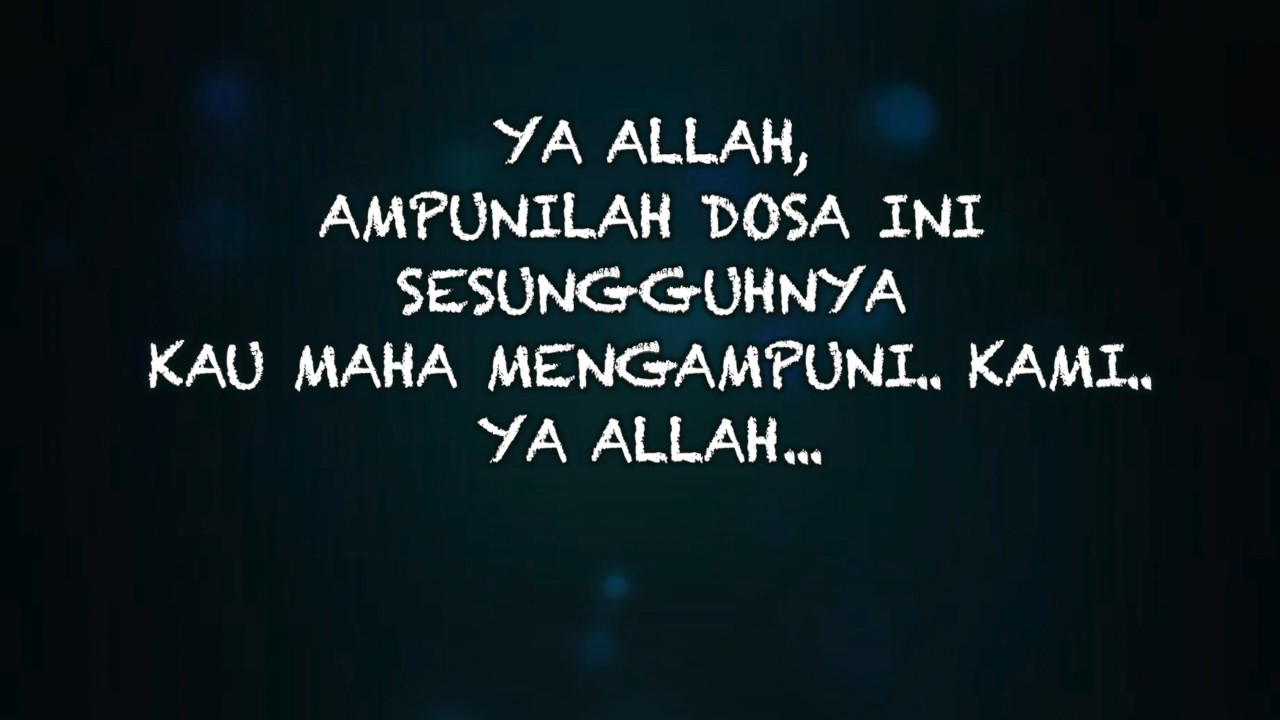 YA ALLAH,
AMPUNILAH DOSA INI
SESUNGGUHNYA
KAU MAHA MENGAMPUNI.. KAMI..
YA ALLAH...